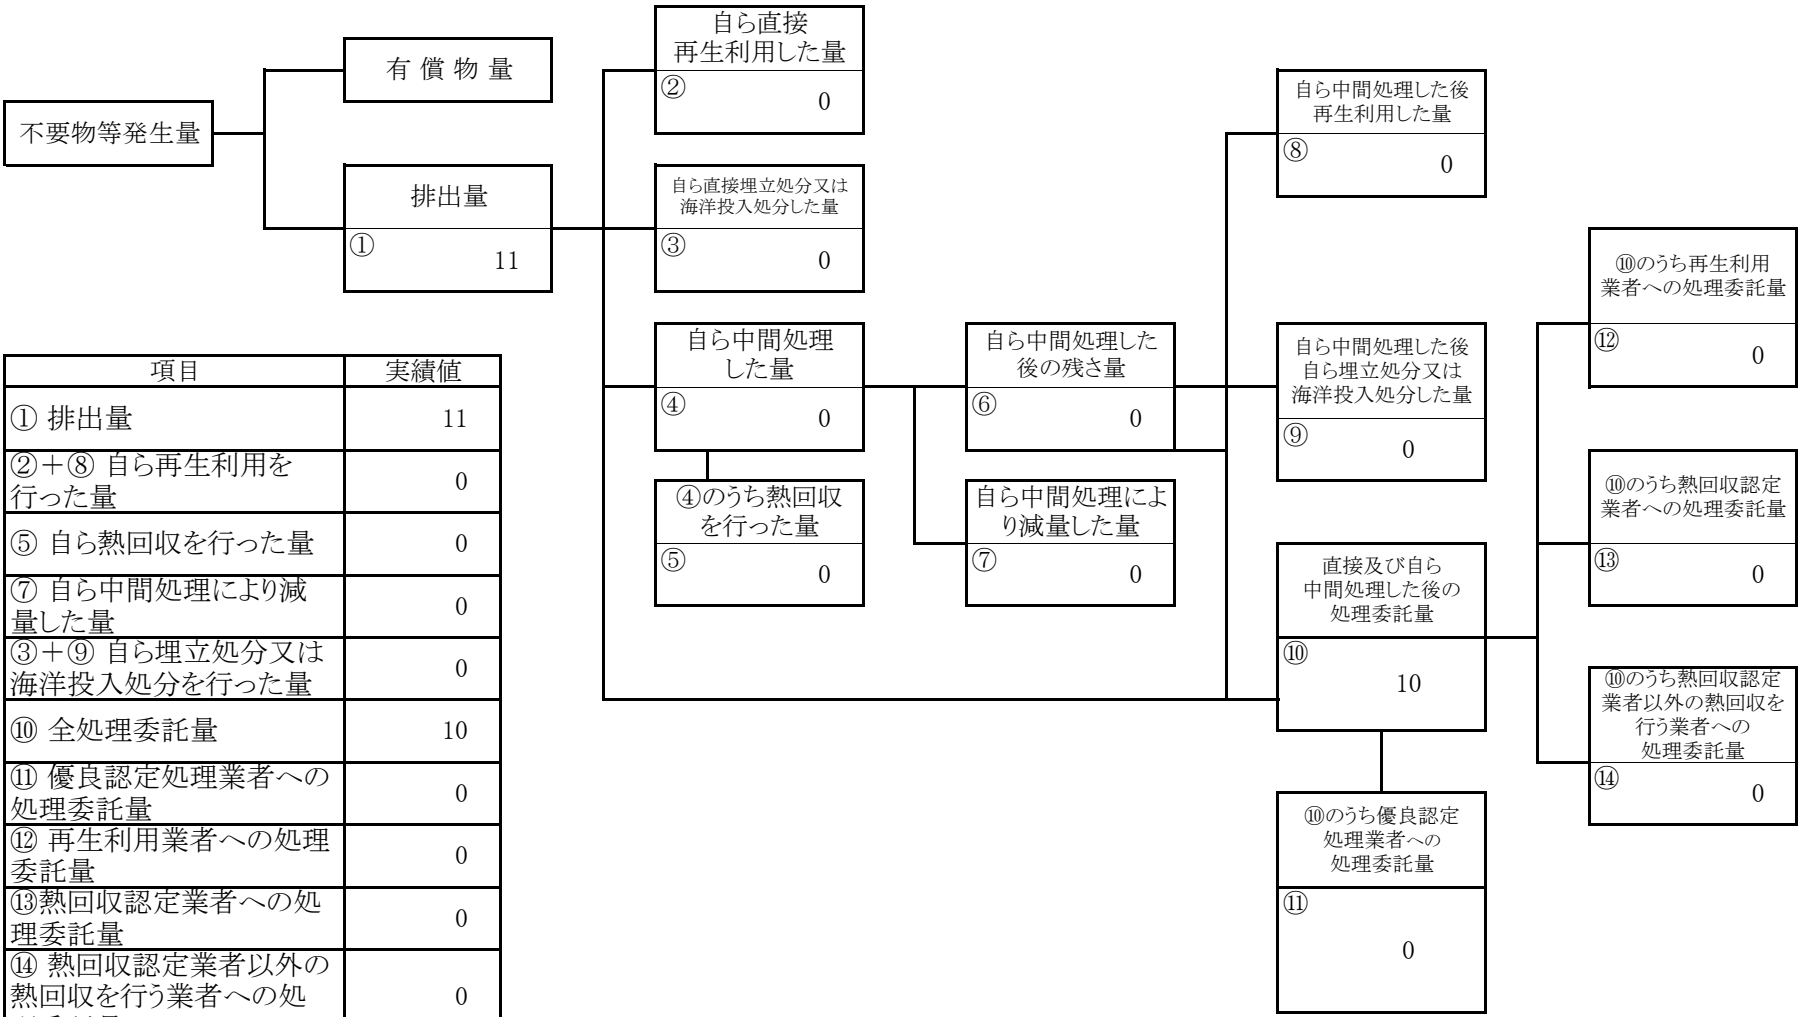 不要物等発生量
有償物量
排出量
①
11
自ら直接
再生利用した量
②
0
自ら直接埋立処分又は
海洋投入処分した量
③
0
自ら中間処理
した量
④
0
④のうち熱回収
を行った量
⑤
0
自ら中間処理した
後の残さ量
⑥
0
自ら中間処理によ
り減量した量
⑦
0
自ら中間処理した後
再生利用した量
⑧
0
自ら中間処理した後
自ら埋立処分又は
海洋投入処分した量
⑨
0
直接及び自ら
中間処理した後の
処理委託量
⑩
10
⑩のうち優良認定
処理業者への
処理委託量
⑪
0
⑩のうち再生利用
業者への処理委託量
⑫
0
⑩のうち熱回収認定
業者への処理委託量
⑬
0
⑩のうち熱回収認定
業者以外の熱回収を
行う業者への
処理委託量
⑭
0
項目 実績値
① 排出量 11
②＋⑧ 自ら再生利用を
行った量 0
⑤ 自ら熱回収を行った量 0
⑦ 自ら中間処理により減
量した量 0
③＋⑨ 自ら埋立処分又は
海洋投入処分を行った量 0
⑩ 全処理委託量 10
⑪ 優良認定処理業者への
処理委託量 0
⑫ 再生利用業者への処理
委託量 0
⑬熱回収認定業者への処
理委託量 0
⑭ 熱回収認定業者以外の
熱回収を行う業者への処 0